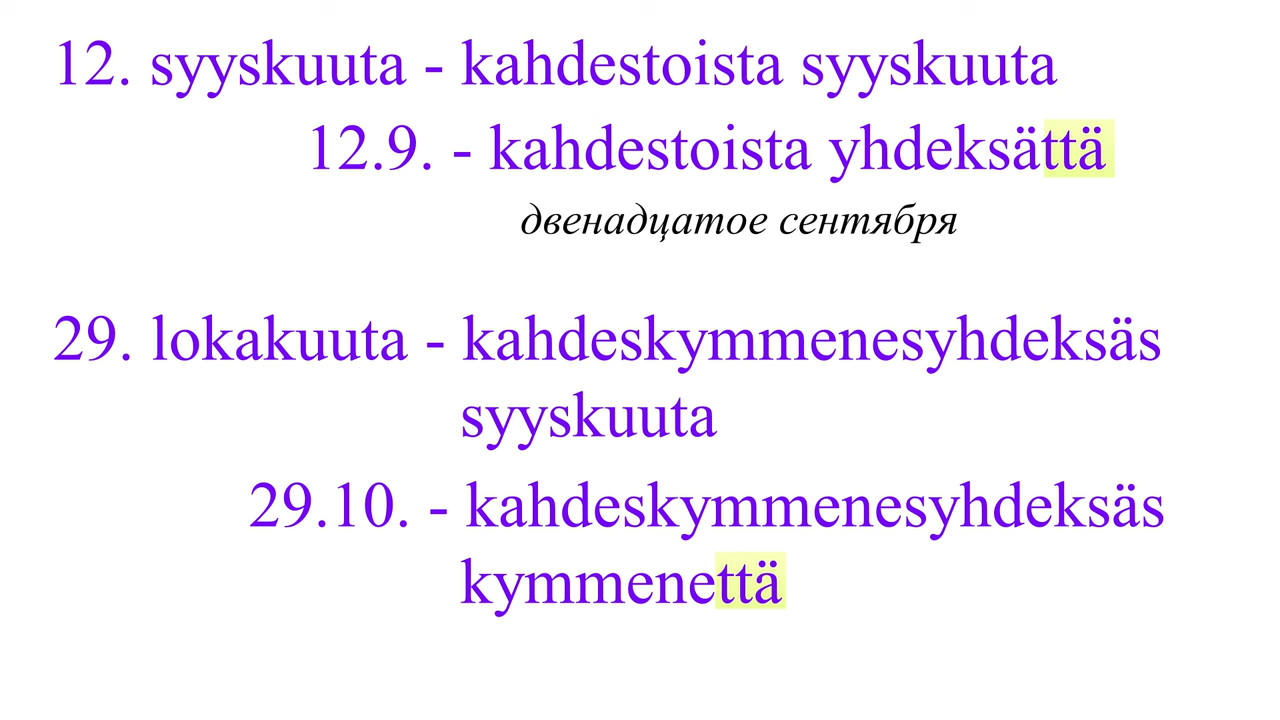 12. syyskuuta - kahdestoista syyskuuta
12.9. - kahdestoista yhdeksättä
двенадцатое сентября
29. lokakuuta - kahdeskymmenesyhdeksäs
syyskuuta
29.10. - kahdeskymmenesyhdeksäs
kymmenettä